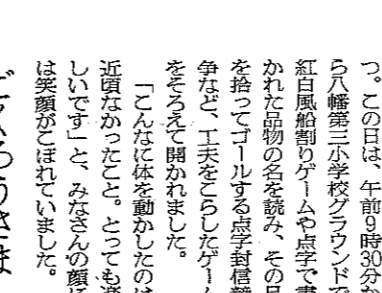 つ。この日は、午前9時30分か
ら八幡第三小学校グラウンドで
紅白風船割りゲームや点字で書
かれた品物の名を読み、その品
を拾ってゴールする点字封信競
争など、工夫をこらしたゲーム
をそろえて開かれました。
「こんなに体を動かしたのは
近頃なかったこと。とっても楽
しいです」と、みなさんの顔に
は笑顔がこぼれていました。
ごくろうさま